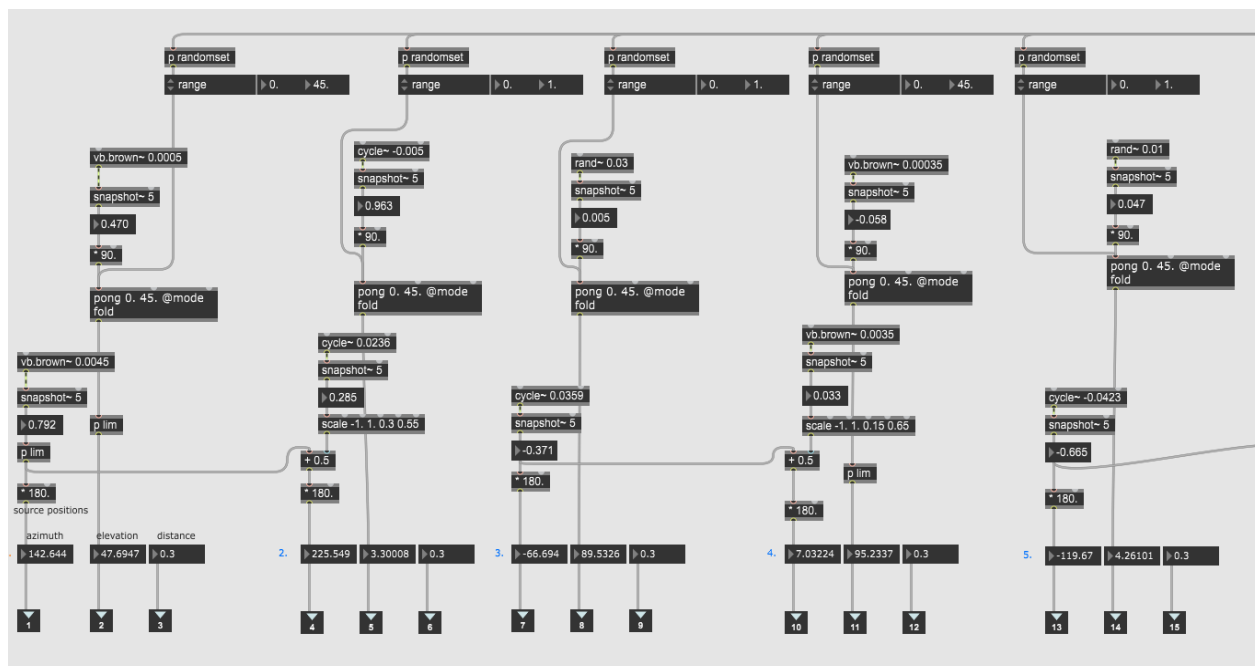 p randomset p randomset p randomset p randomset p randomset
range 0. 45. range 0. 1. range 0. 1. range 0. 45. range 0. 1.
vb.brown~ 0.0005 cycle~ -0.005 rand~ 0.03 vb.brown~ 0.00035 rand~ 0.01
snapshot~ 5 snapshot~ 5 snapshot~ 5 snapshot~ 5 snapshot~ 5
0.470 0.963 0.005 -0.058 0.047
* 90. * 90. * 90. * 90. * 90.
pong 0. 45. @mode pong 0. 45. @mode pong 0. 45. @mode pong 0. 45. @mode pong 0. 45. @mode
fold fold fold fold fold
vb.brown~ 0.0045 cycle~ 0.0236 cycle~ 0.0359 vb.brown~ 0.0035 cycle~ -0.0423
snapshot~ 5 snapshot~ 5 snapshot~ 5 snapshot~ 5 snapshot~ 5
0.792 0.285 -0.371 0.033 -0.665
p lim p lim scale -1. 1. 0.3 0.55 scale -1. 1. 0.15 0.65
+ 0.5 + 0.5 p lim
* 180. * 180. * 180. * 180. * 180.
source positions
azimuth elevation distance
142.644 47.6947 0.3 2. 225.549 3.30008 0.3 3. -66.694 89.5326 0.3 4. 7.03224 95.2337 0.3 5. -119.67 4.26101 0.3
1 2 3 4 5 6 7 8 9 10 11 12 13 14 15